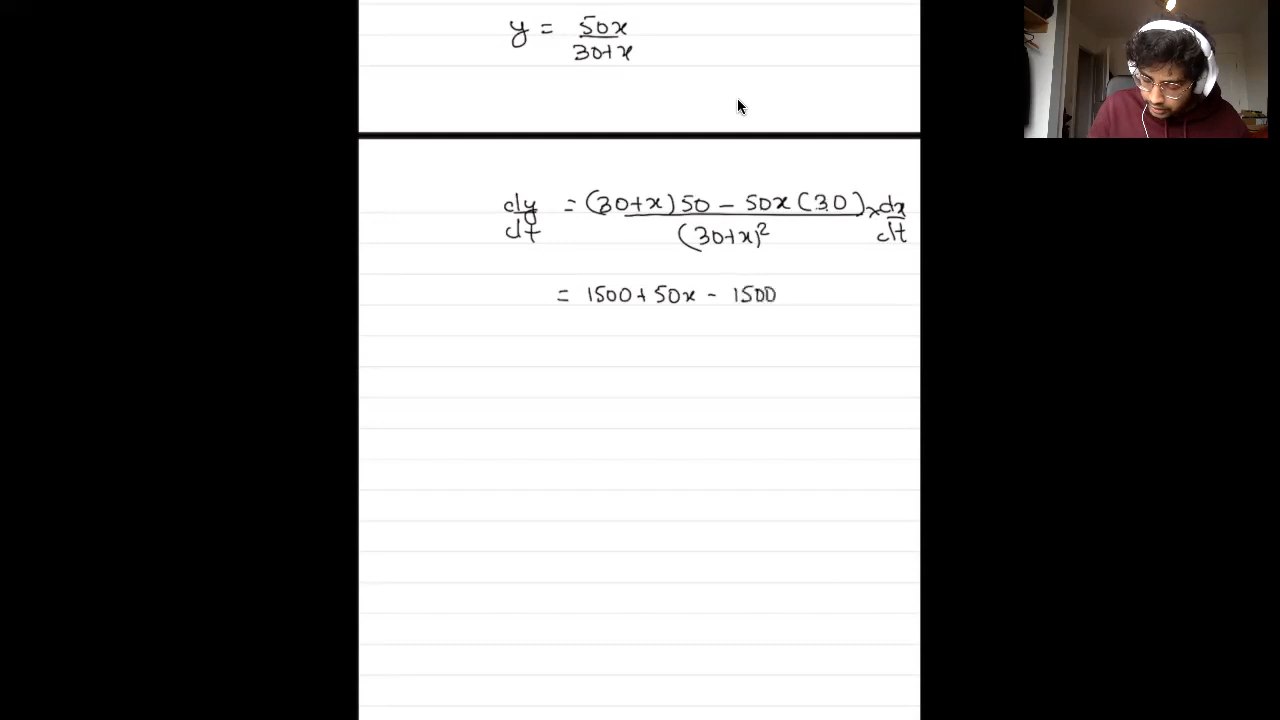 y = 50x / 30+x
dy/dt = (30+x) 50 - 50x (30) / (30+x)² × dx/dt
= 1500 + 50x - 1500